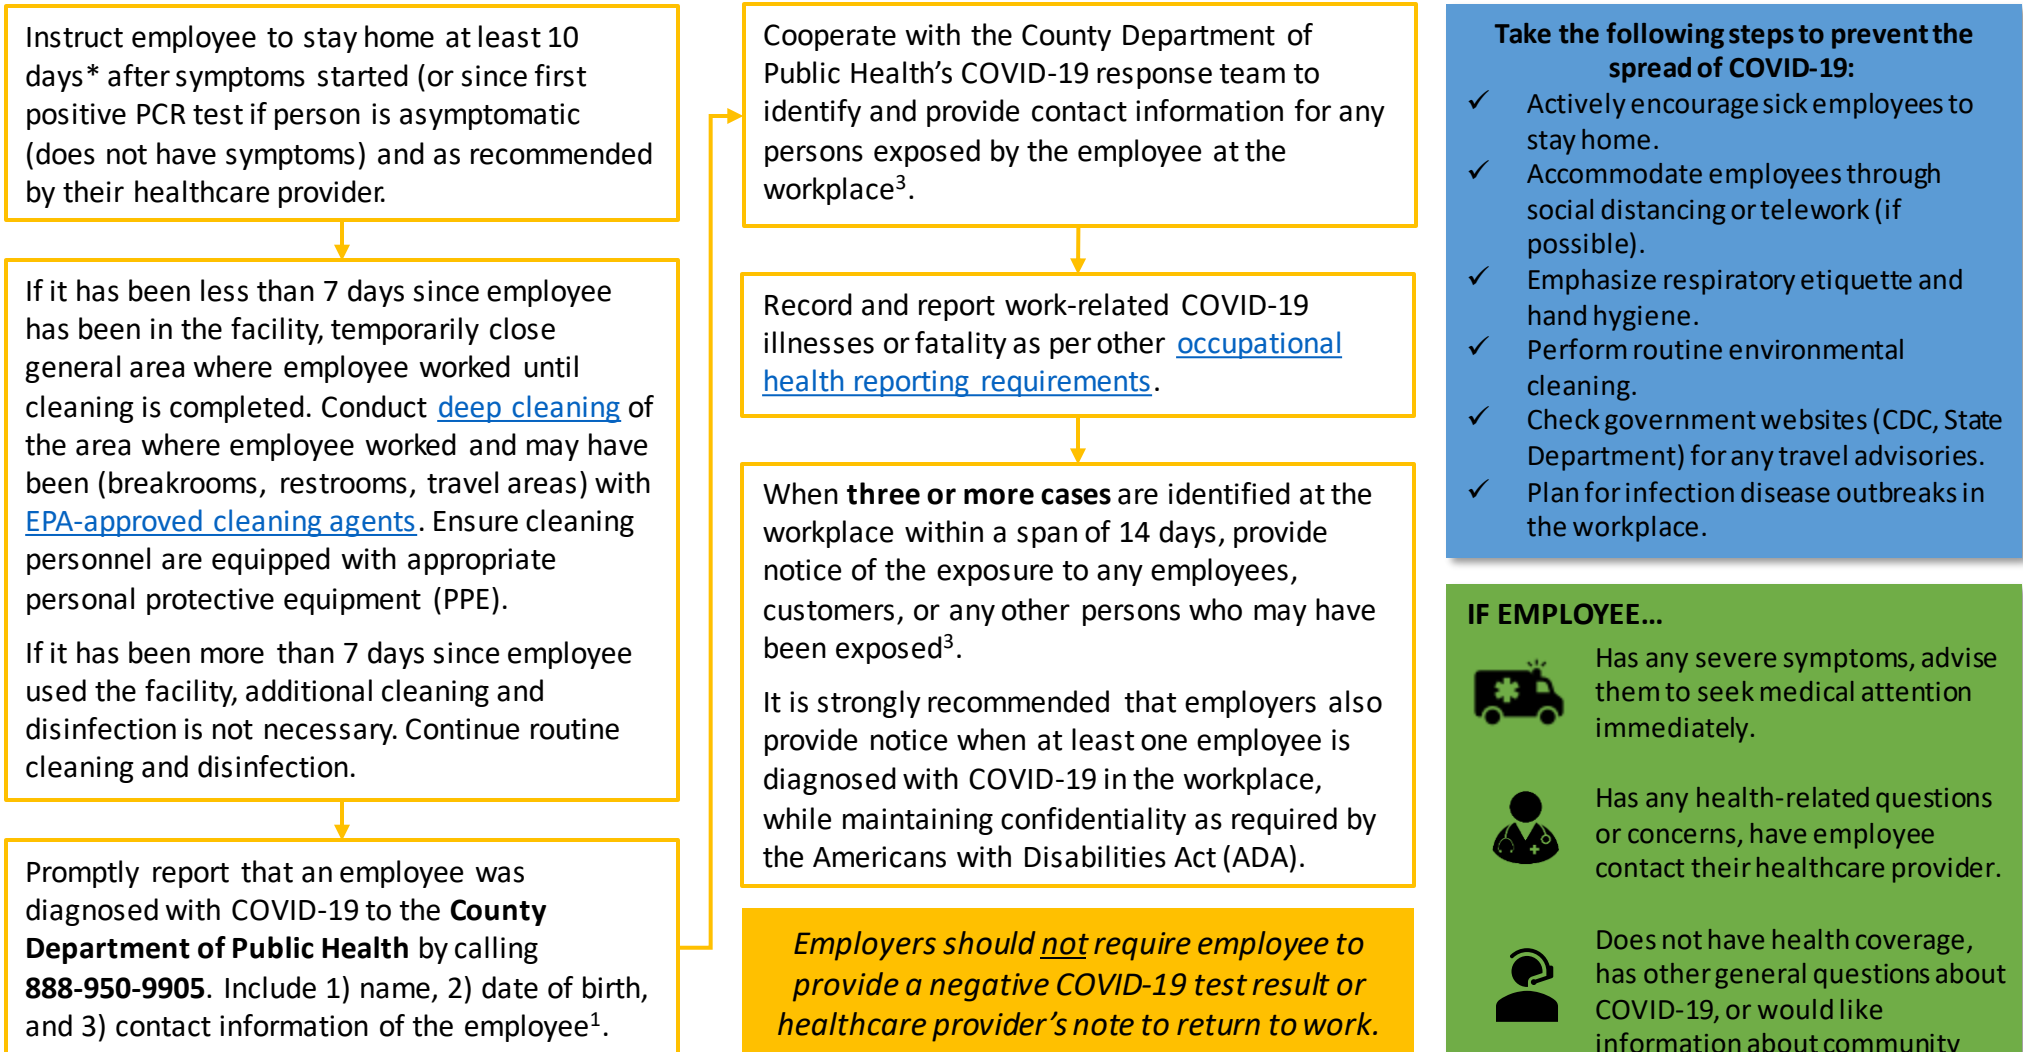 Instruct employee to stay home at least 10
days* after symptoms started (or since first
positive PCR test if person is asymptomatic
(does not have symptoms) and as recommended
by their healthcare provider.
If it has been less than 7 days since employee
has been in the facility, temporarily close
general area where employee worked until
cleaning is completed. Conduct deep cleaning of
the area where employee worked and may have
been (breakrooms, restrooms, travel areas) with
EPA-approved cleaning agents. Ensure cleaning
personnel are equipped with appropriate
personal protective equipment (PPE).
If it has been more than 7 days since employee
used the facility, additional cleaning and
disinfection is not necessary. Continue routine
cleaning and disinfection.
Promptly report that an employee was
diagnosed with COVID-19 to the County
Department of Public Health by calling
888-950-9905. Include 1) name, 2) date of birth,
and 3) contact information of the employee¹.
Cooperate with the County Department of
Public Health’s COVID-19 response team to
identify and provide contact information for any
persons exposed by the employee at the
workplace³.
Record and report work-related COVID-19
illnesses or fatality as per other occupational
health reporting requirements.
When three or more cases are identified at the
workplace within a span of 14 days, provide
notice of the exposure to any employees,
customers, or any other persons who may have
been exposed³.
It is strongly recommended that employers also
provide notice when at least one employee is
diagnosed with COVID-19 in the workplace,
while maintaining confidentiality as required by
the Americans with Disabilities Act (ADA).
Employers should not require employee to
provide a negative COVID-19 test result or
healthcare provider’s note to return to work.
Take the following steps to prevent the
spread of COVID-19:
✓ Actively encourage sick employees to
stay home.
✓ Accommodate employees through
social distancing or telework (if
possible).
✓ Emphasize respiratory etiquette and
hand hygiene.
✓ Perform routine environmental
cleaning.
✓ Check government websites (CDC, State
Department) for any travel advisories.
✓ Plan for infection disease outbreaks in
the workplace.
IF EMPLOYEE…
Has any severe symptoms, advise
them to seek medical attention
immediately.
Has any health-related questions
or concerns, have employee
contact their healthcare provider.
Does not have health coverage,
has other general questions about
COVID-19, or would like
information about community